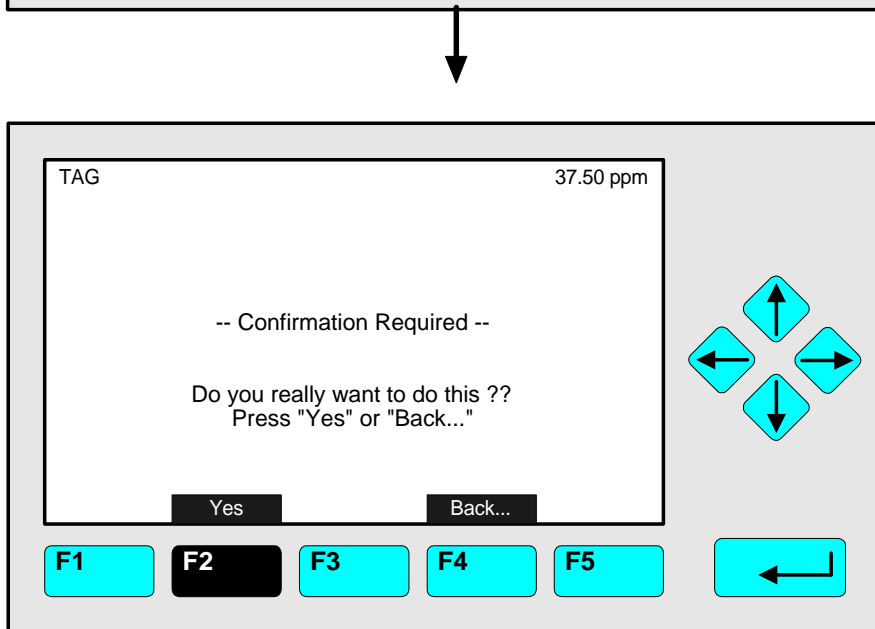 TAG 37.50 ppm
-- Confirmation Required --
Do you really want to do this ??
Press "Yes" or "Back..."
Yes Back...
F1 F2 F3 F4 F5